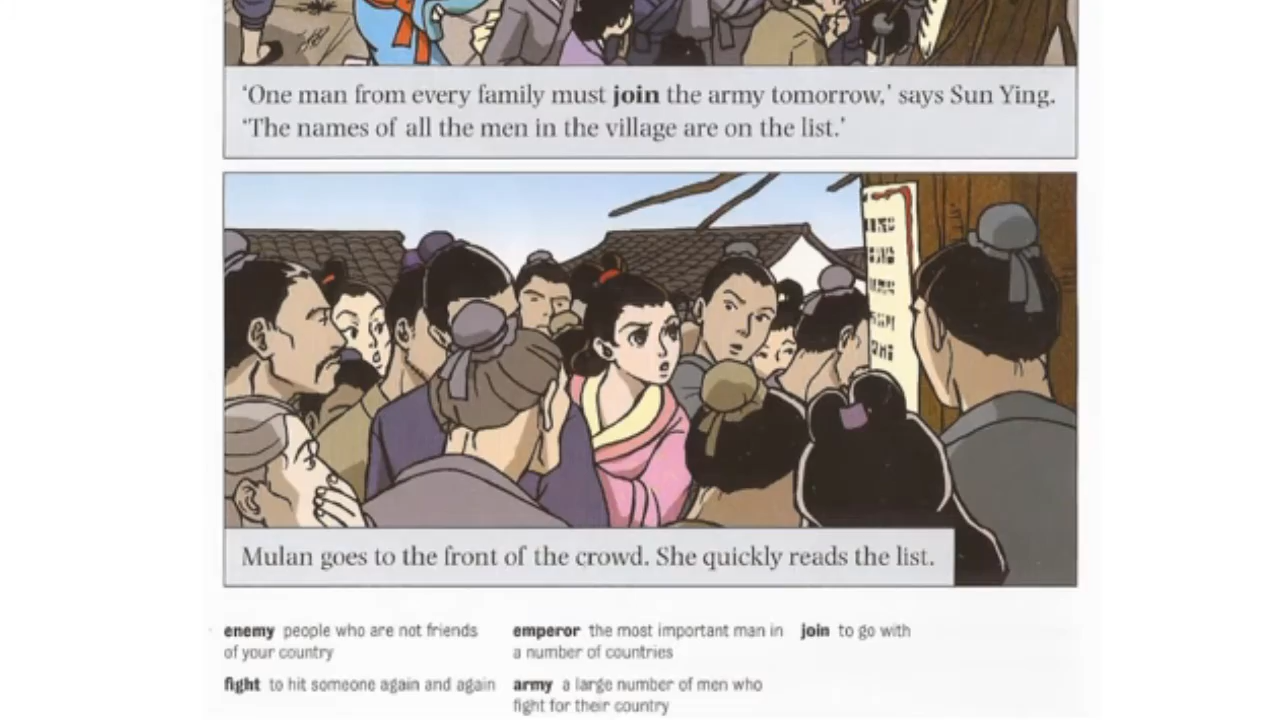 ‘One man from every family must join the army tomorrow,’ says Sun Ying.
‘The names of all the men in the village are on the list.’
Mulan goes to the front of the crowd. She quickly reads the list.
enemy people who are not friends
of your country
fight to hit someone again and again
emperor the most important man in
a number of countries
army a large number of men who
fight for their country
join to go with